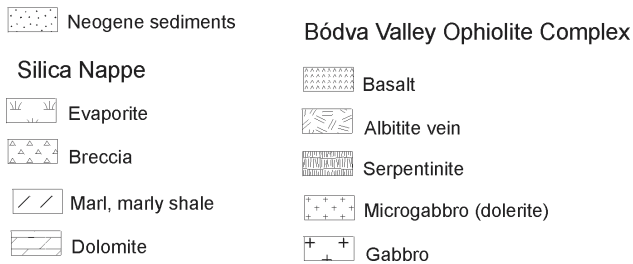 Neogene sediments
Silica Nappe
Evaporite
Breccia
Marl, marly shale
Dolomite
Bódva Valley Ophiolite Complex
Basalt
Albitite vein
Serpentinite
Microgabbro (dolerite)
Gabbro